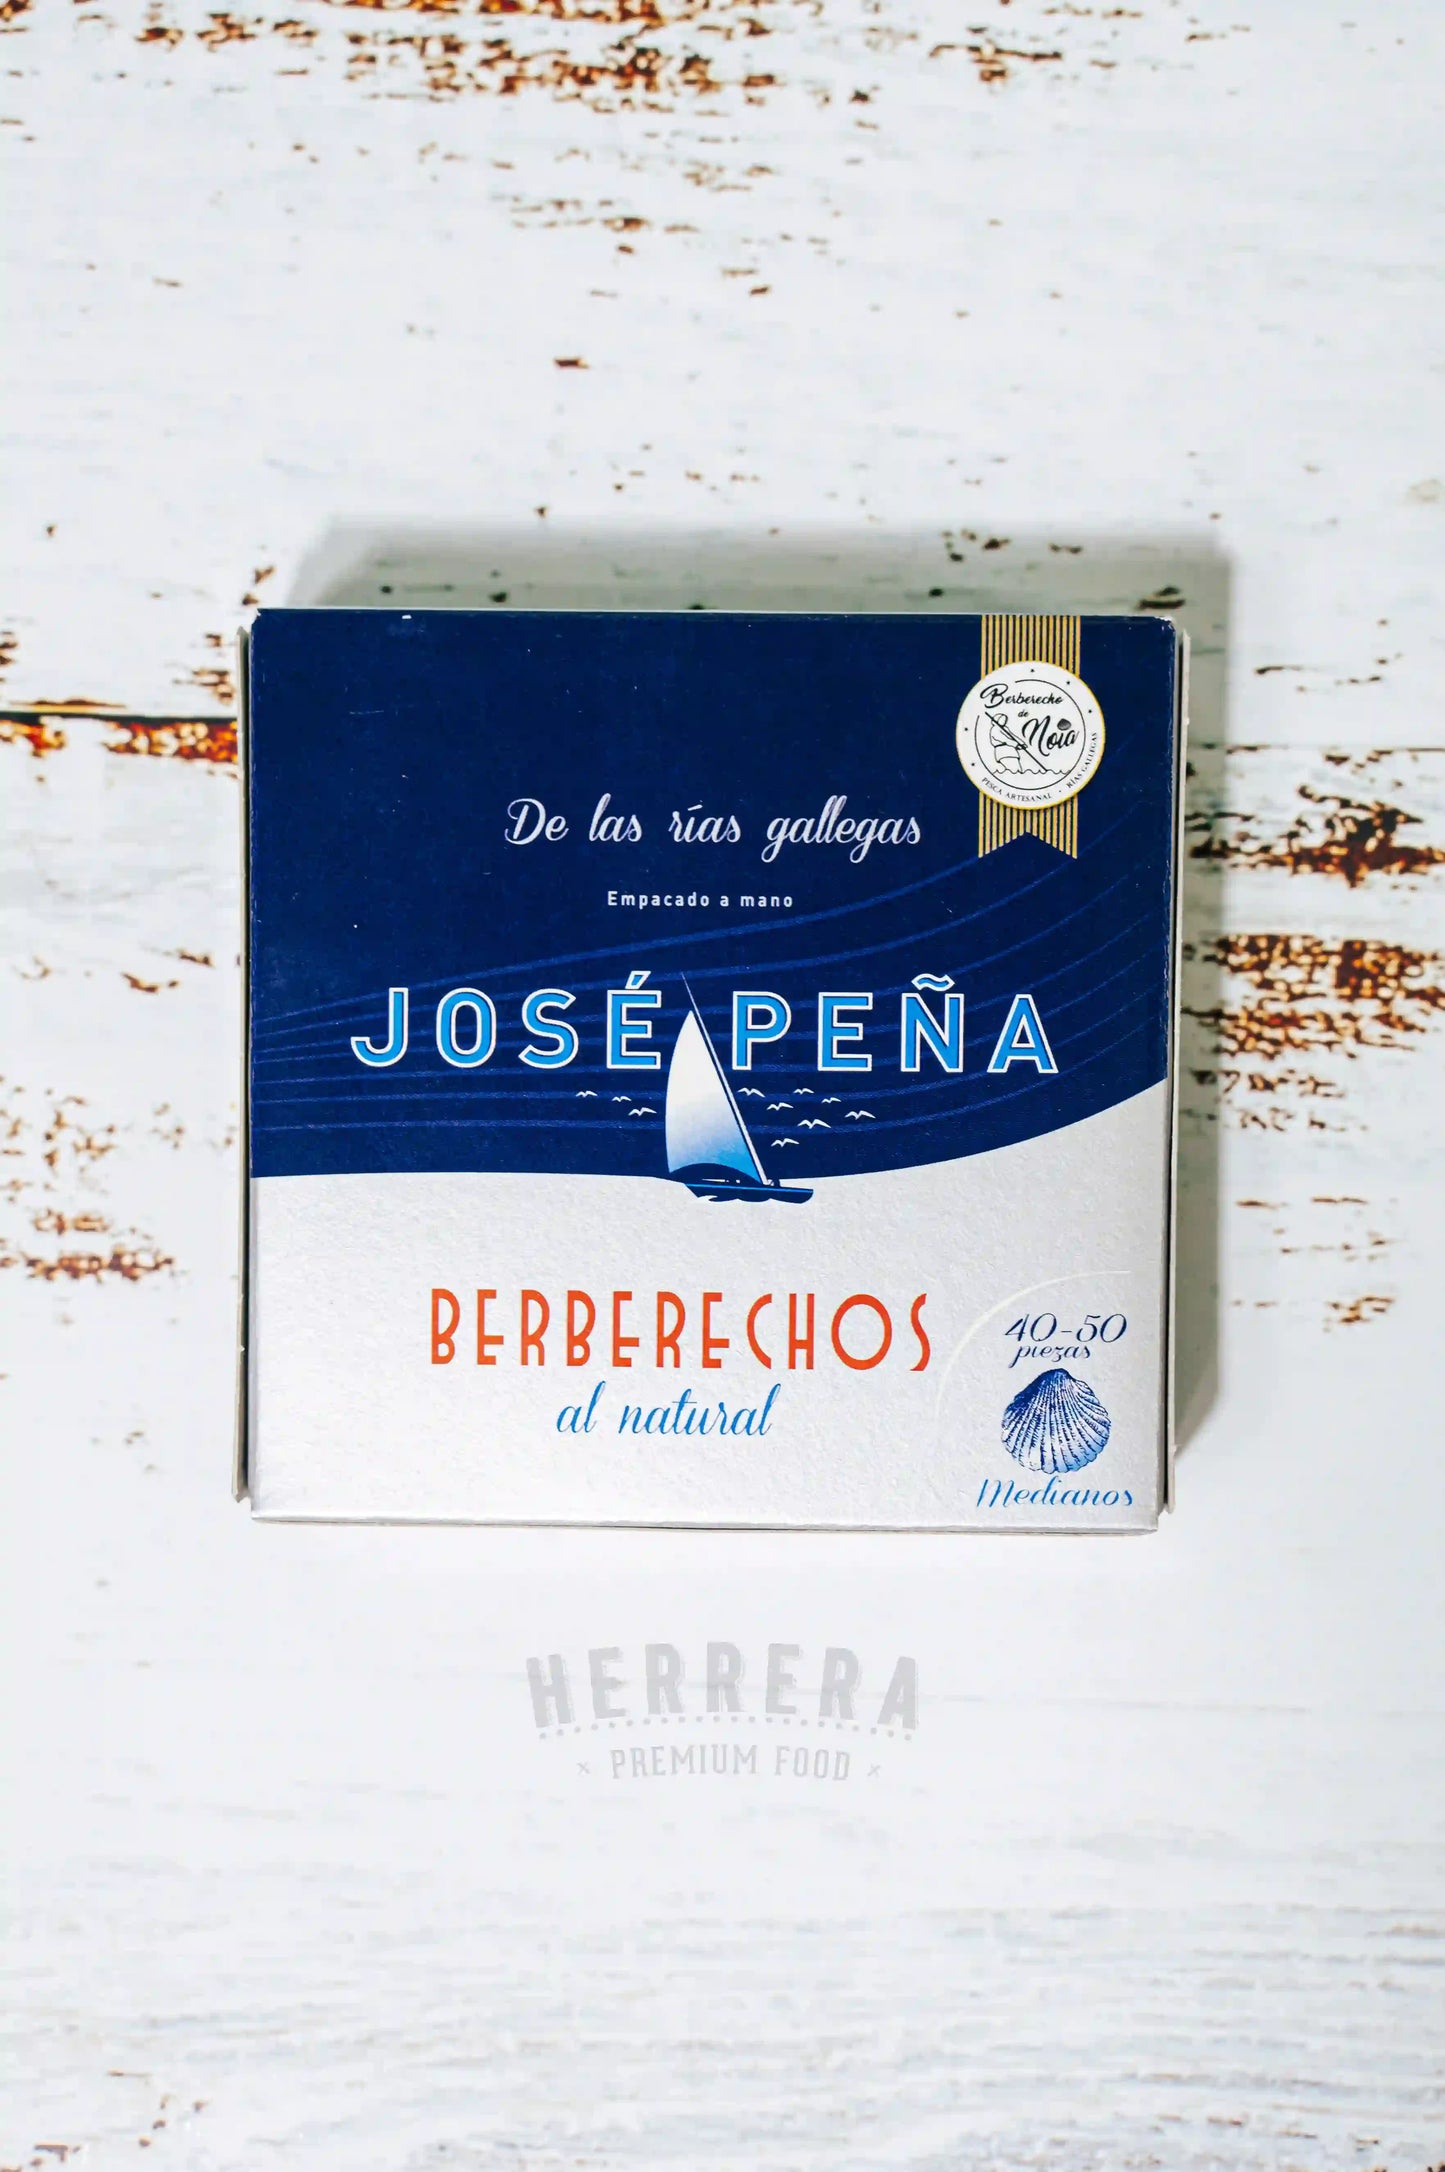 Berberecho
de
Noia
PESCA ARTESANAL • RÍAS GALLEGAS
De las rías gallegas
Empacado a mano
JOSÉ PEÑA
BERBERECHOS
al natural
40-50
piezas
Medianos
HERRERA
× PREMIUM FOOD ×